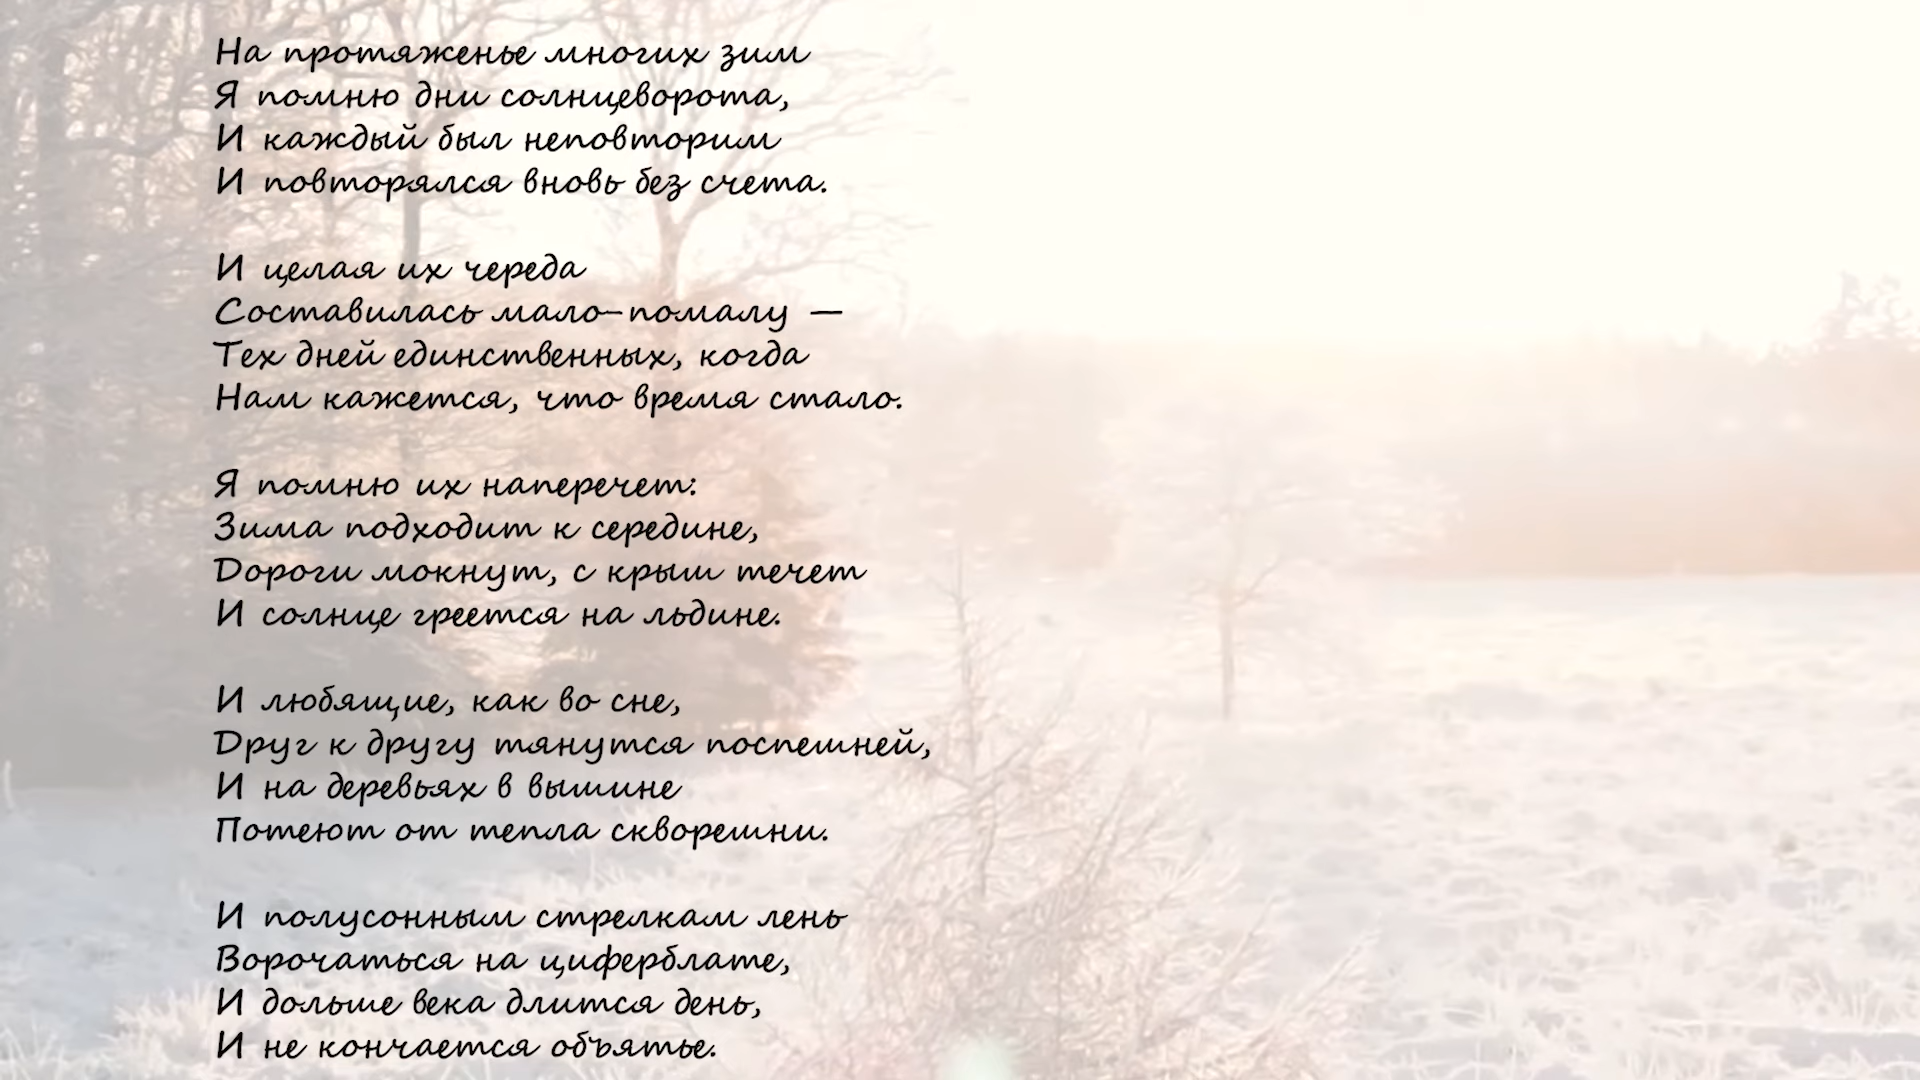 На протяженье многих зим
Я помню дни солнцеворота,
И каждый был неповторим
И повторялся вновь без счета.

И целая их череда
Составилась мало-помалу —
Тех дней единственных, когда
Нам кажется, что время стало.

Я помню их наперечет:
Зима подходит к середине,
Дороги мокнут, с крыш течет
И солнце греется на льдине.

И любящие, как во сне,
Друг к другу тянутся поспешней,
И на деревьях в вышине
Потеют от тепла скворешни.

И полусонным стрелкам лень
Ворочаться на циферблате,
И дольше века длится день,
И не кончается объятье.